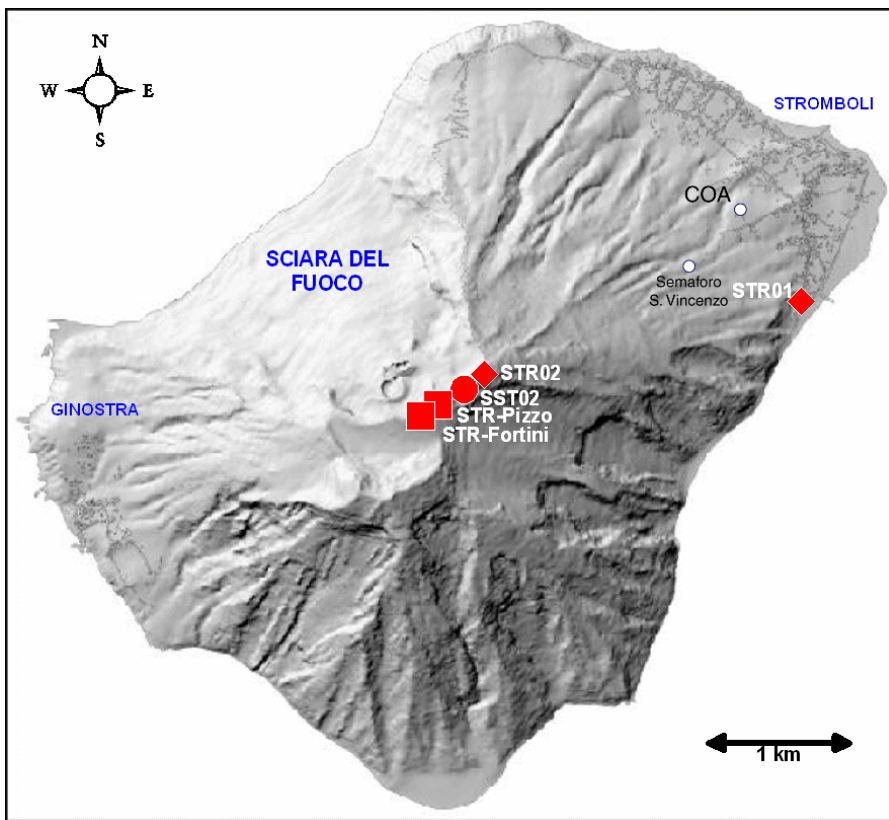 N
W E
S
STROMBOLI
COA
SCIARA DEL
FUOCO
Semaforo
S. Vincenzo
STR01
STR02
SST02
GINOSTRA
STR-Pizzo
STR-Fortini
1 km